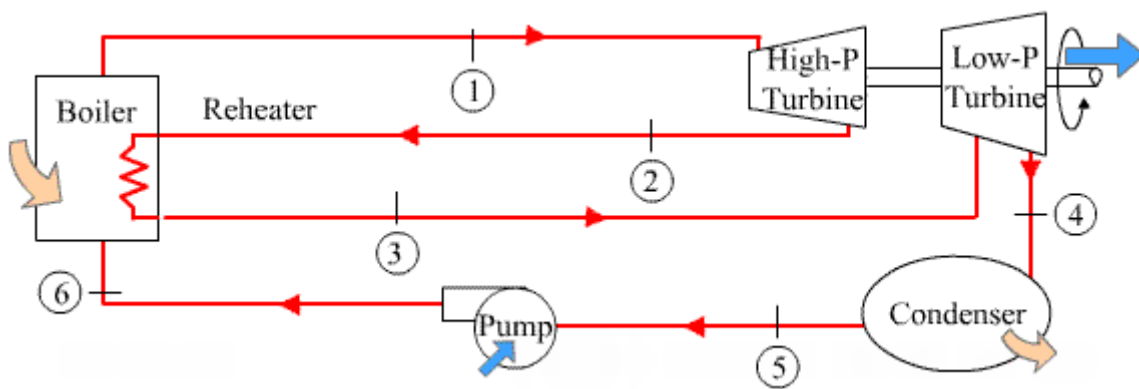 High-P
Turbine
Low-P
Turbine
1
Boiler
Reheater
2
3
4
6
Pump
Condenser
5